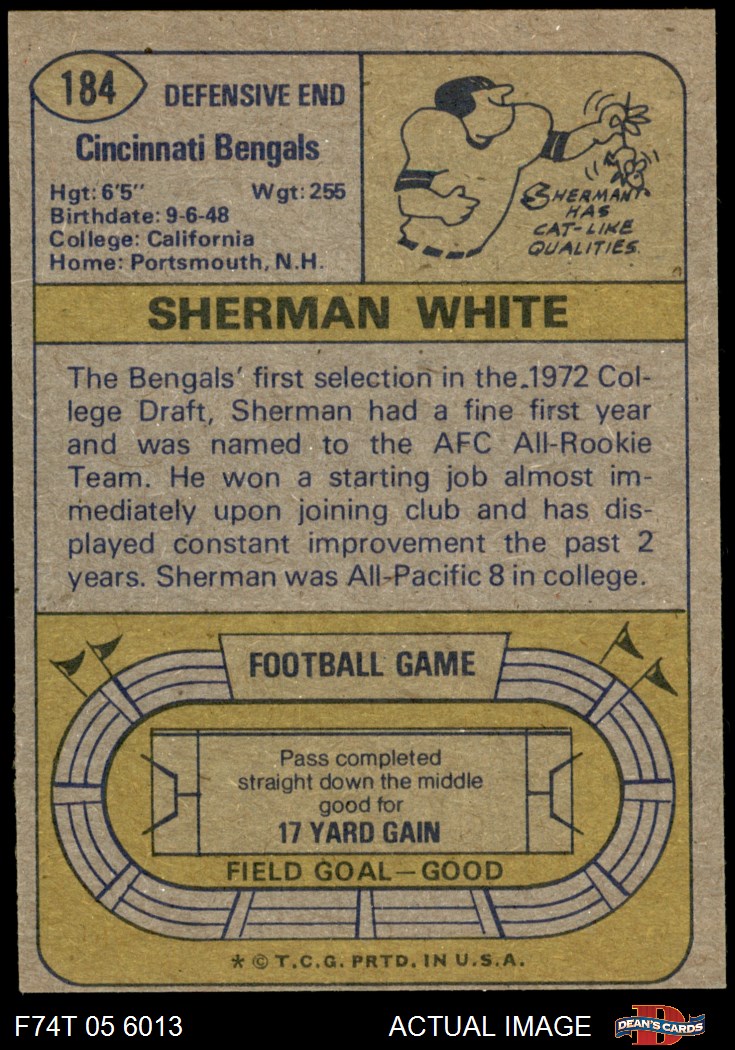 184
DEFENSIVE END
Cincinnati Bengals
Hgt: 6'5" Wgt: 255
Birthdate: 9-6-48
College: California
Home: Portsmouth, N.H.
SHERMAN
HAS
CAT-LIKE
QUALITIES.
SHERMAN WHITE
The Bengals' first selection in the 1972 Col-
lege Draft, Sherman had a fine first year
and was named to the AFC All-Rookie
Team. He won a starting job almost im-
mediately upon joining club and has dis-
played constant improvement the past 2
years. Sherman was All-Pacific 8 in college.
FOOTBALL GAME
Pass completed
straight down the middle
good for
17 YARD GAIN
FIELD GOAL—GOOD
* © T.C.G. PRTD. IN U.S.A.
F74T 05 6013 ACTUAL IMAGE
D
DEAN'S CARDS